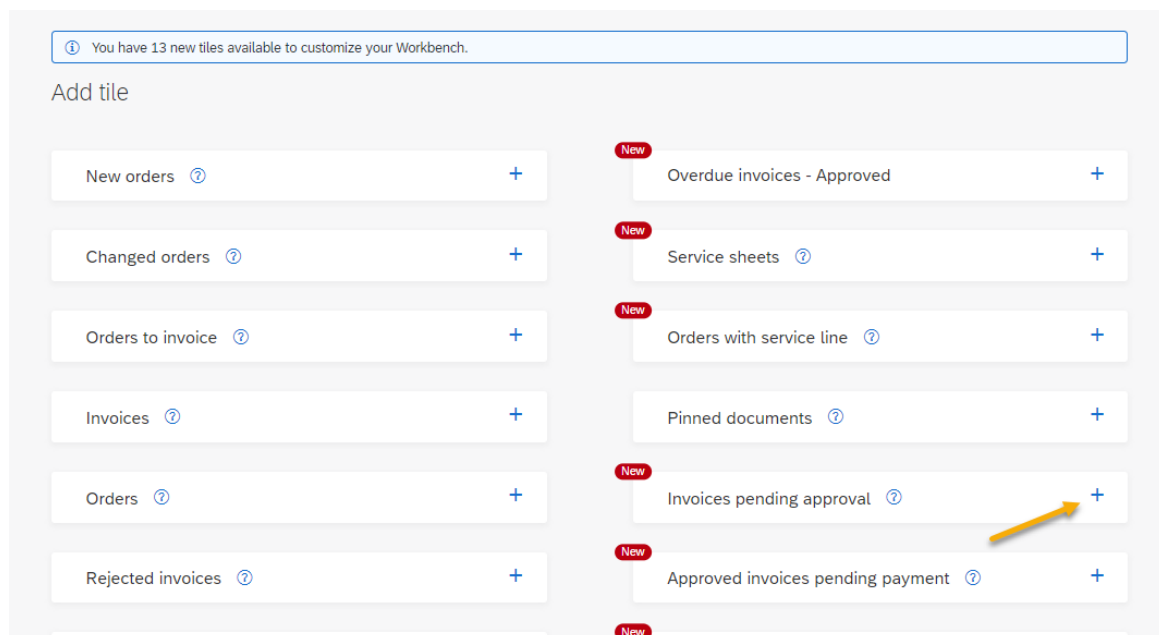 You have 13 new tiles available to customize your Workbench.
Add tile
New orders
New
Overdue invoices - Approved
Changed orders
New
Service sheets
Orders to invoice
New
Orders with service line
Invoices
Pinned documents
Orders
New
Invoices pending approval
Rejected invoices
New
Approved invoices pending payment
New